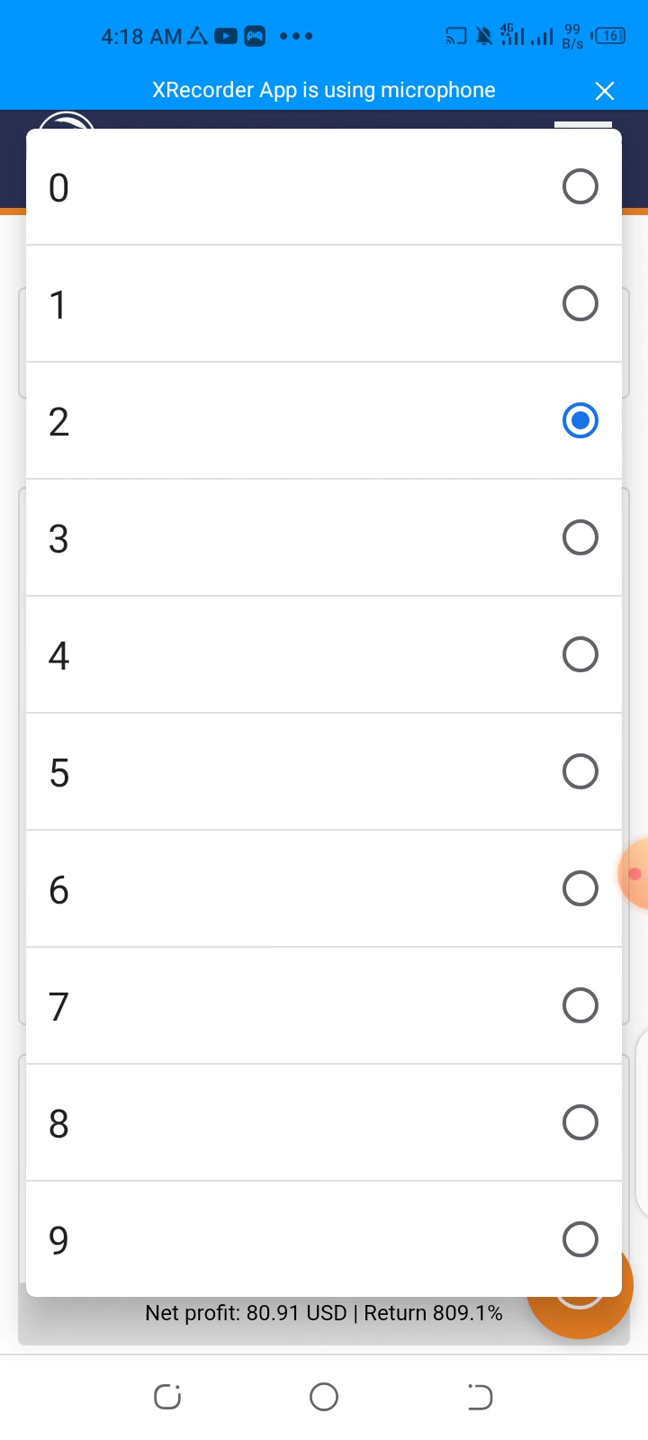 4:18 AM
4G
99 B/s
16
XRecorder App is using microphone
0
1
2
3
4
5
6
7
8
9
Net profit: 80.91 USD | Return 809.1%